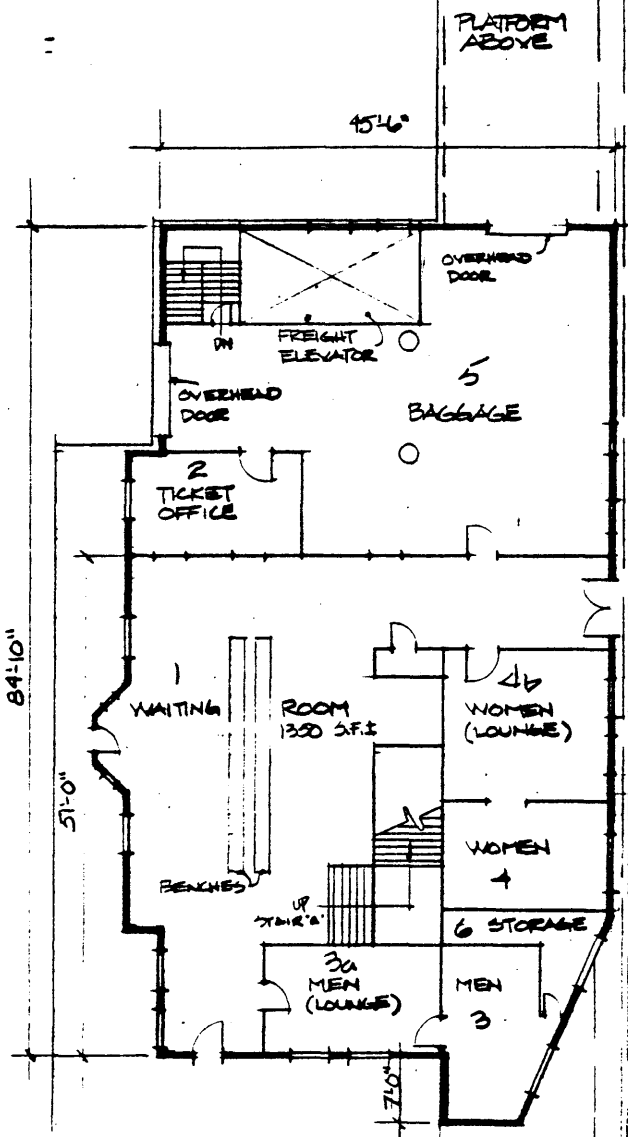 PLATFORM
ABOVE
45'-6"
OVERHEAD
DOOR
DN
FREIGHT
ELEVATOR
5
BAGGAGE
OVERHEAD
DOOR
2
TICKET
OFFICE
84'-10"
57'-0"
1
WAITING ROOM
1350 S.F.±
4b
WOMEN
(LOUNGE)
WOMEN
4
BENCHES
UP
STAIR "A"
6 STORAGE
3a
MEN
(LOUNGE)
MEN
3
7'-0"